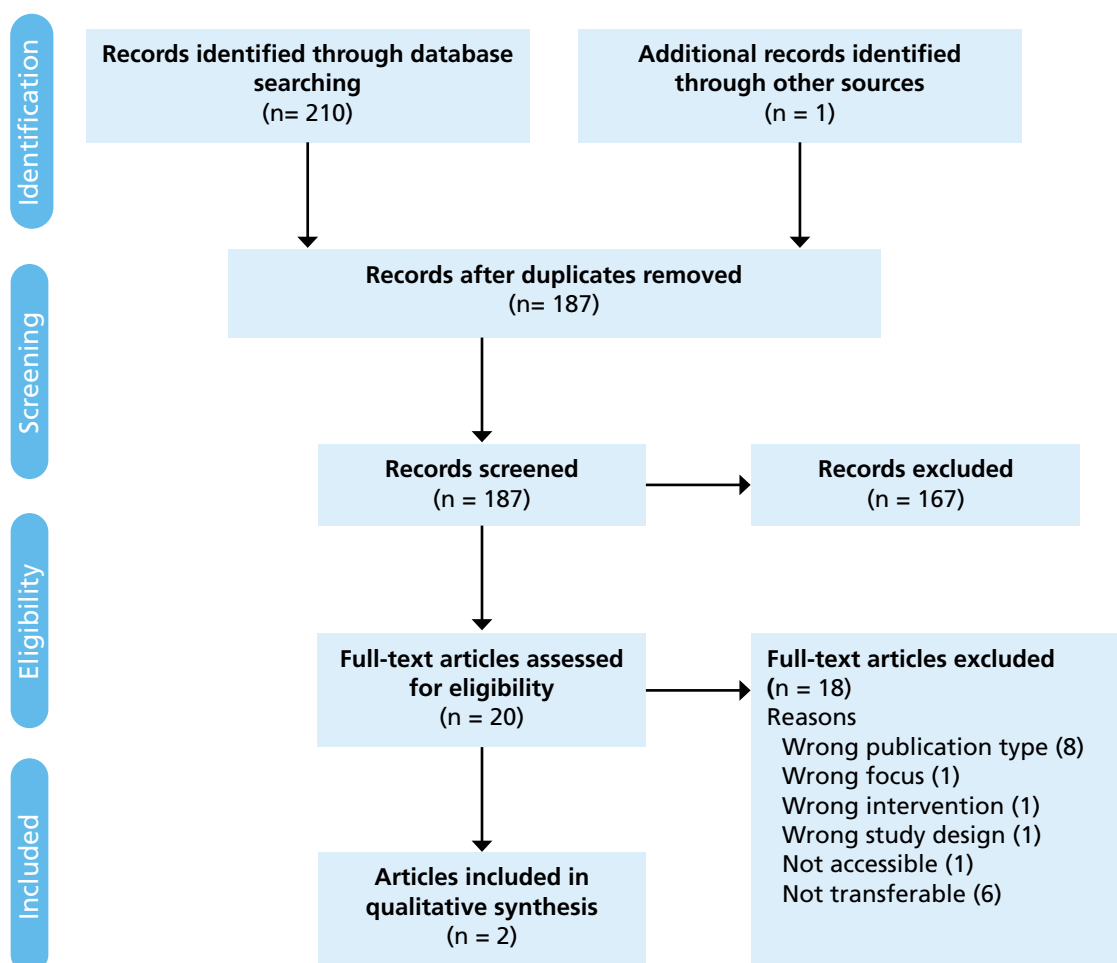 Identification
Records identified through database
searching
(n= 210)
Additional records identified
through other sources
(n = 1)
Screening
Records after duplicates removed
(n= 187)
Records screened
(n = 187)
Records excluded
(n = 167)
Eligibility
Full-text articles assessed
for eligibility
(n = 20)
Full-text articles excluded
(n = 18)
Reasons
Wrong publication type (8)
Wrong focus (1)
Wrong intervention (1)
Wrong study design (1)
Not accessible (1)
Not transferable (6)
Included
Articles included in
qualitative synthesis
(n = 2)